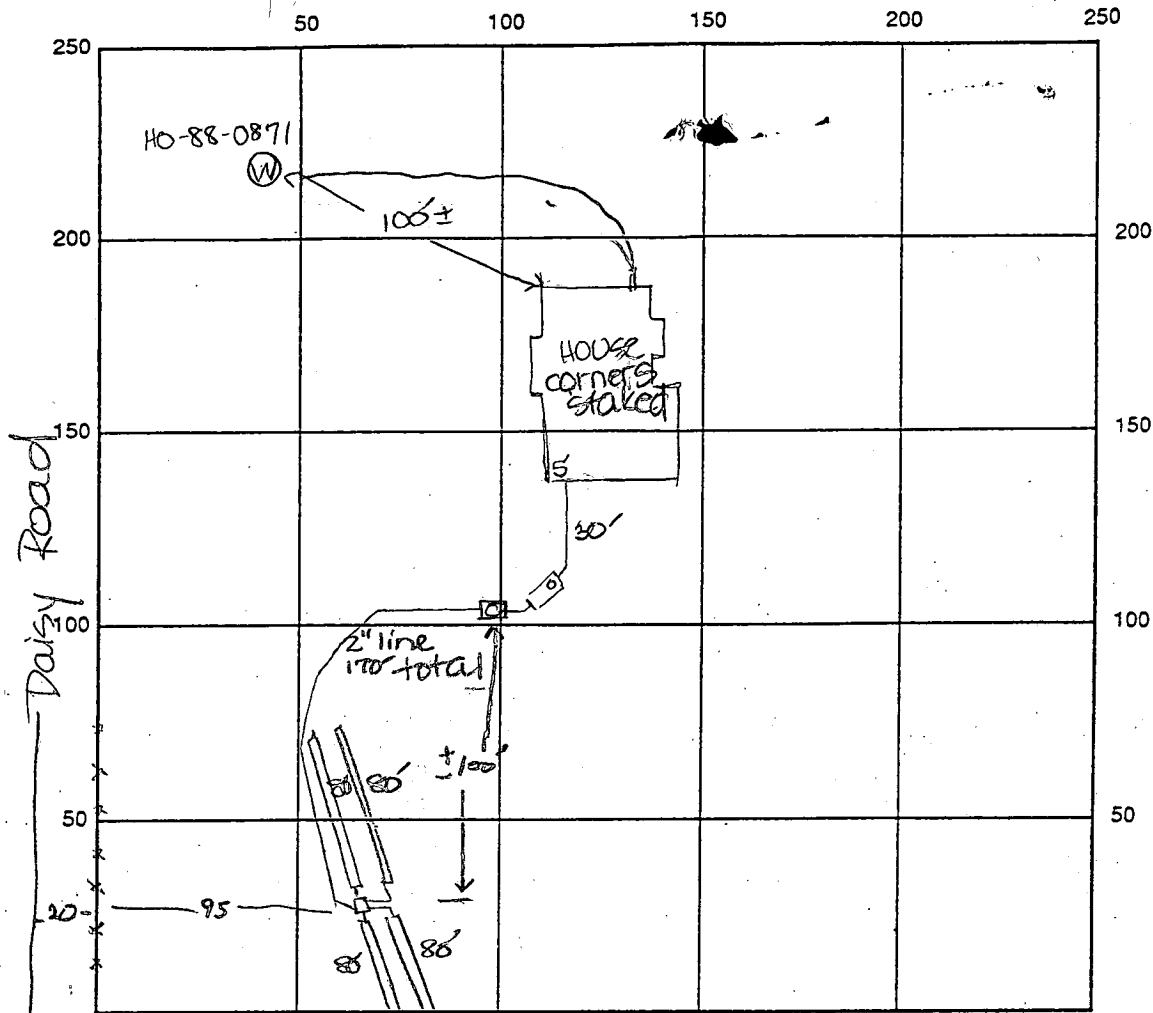 50 100 150 200 250
250
HO-88-0871
W
100'±
200 200
HOUSE
corners
staked
150 150
5'
30'
Daisy Road
100 100
2" line
170' total
±100'
80' 80'
50 50
20 95
80' 80'